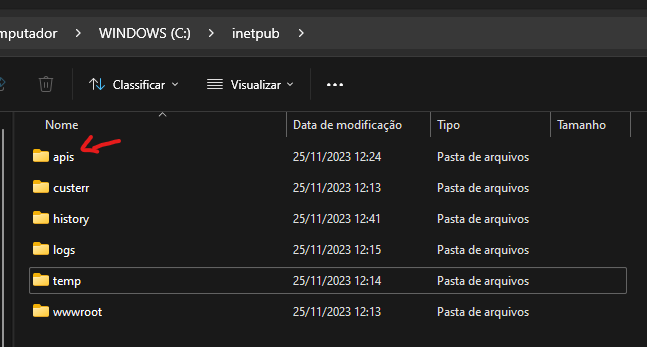 WINDOWS (C:) > inetpub >
Classificar Visualizar ...
Nome Data de modificação Tipo Tamanho
apis 25/11/2023 12:24 Pasta de arquivos
custerr 25/11/2023 12:13 Pasta de arquivos
history 25/11/2023 12:41 Pasta de arquivos
logs 25/11/2023 12:15 Pasta de arquivos
temp 25/11/2023 12:14 Pasta de arquivos
wwwroot 25/11/2023 12:13 Pasta de arquivos